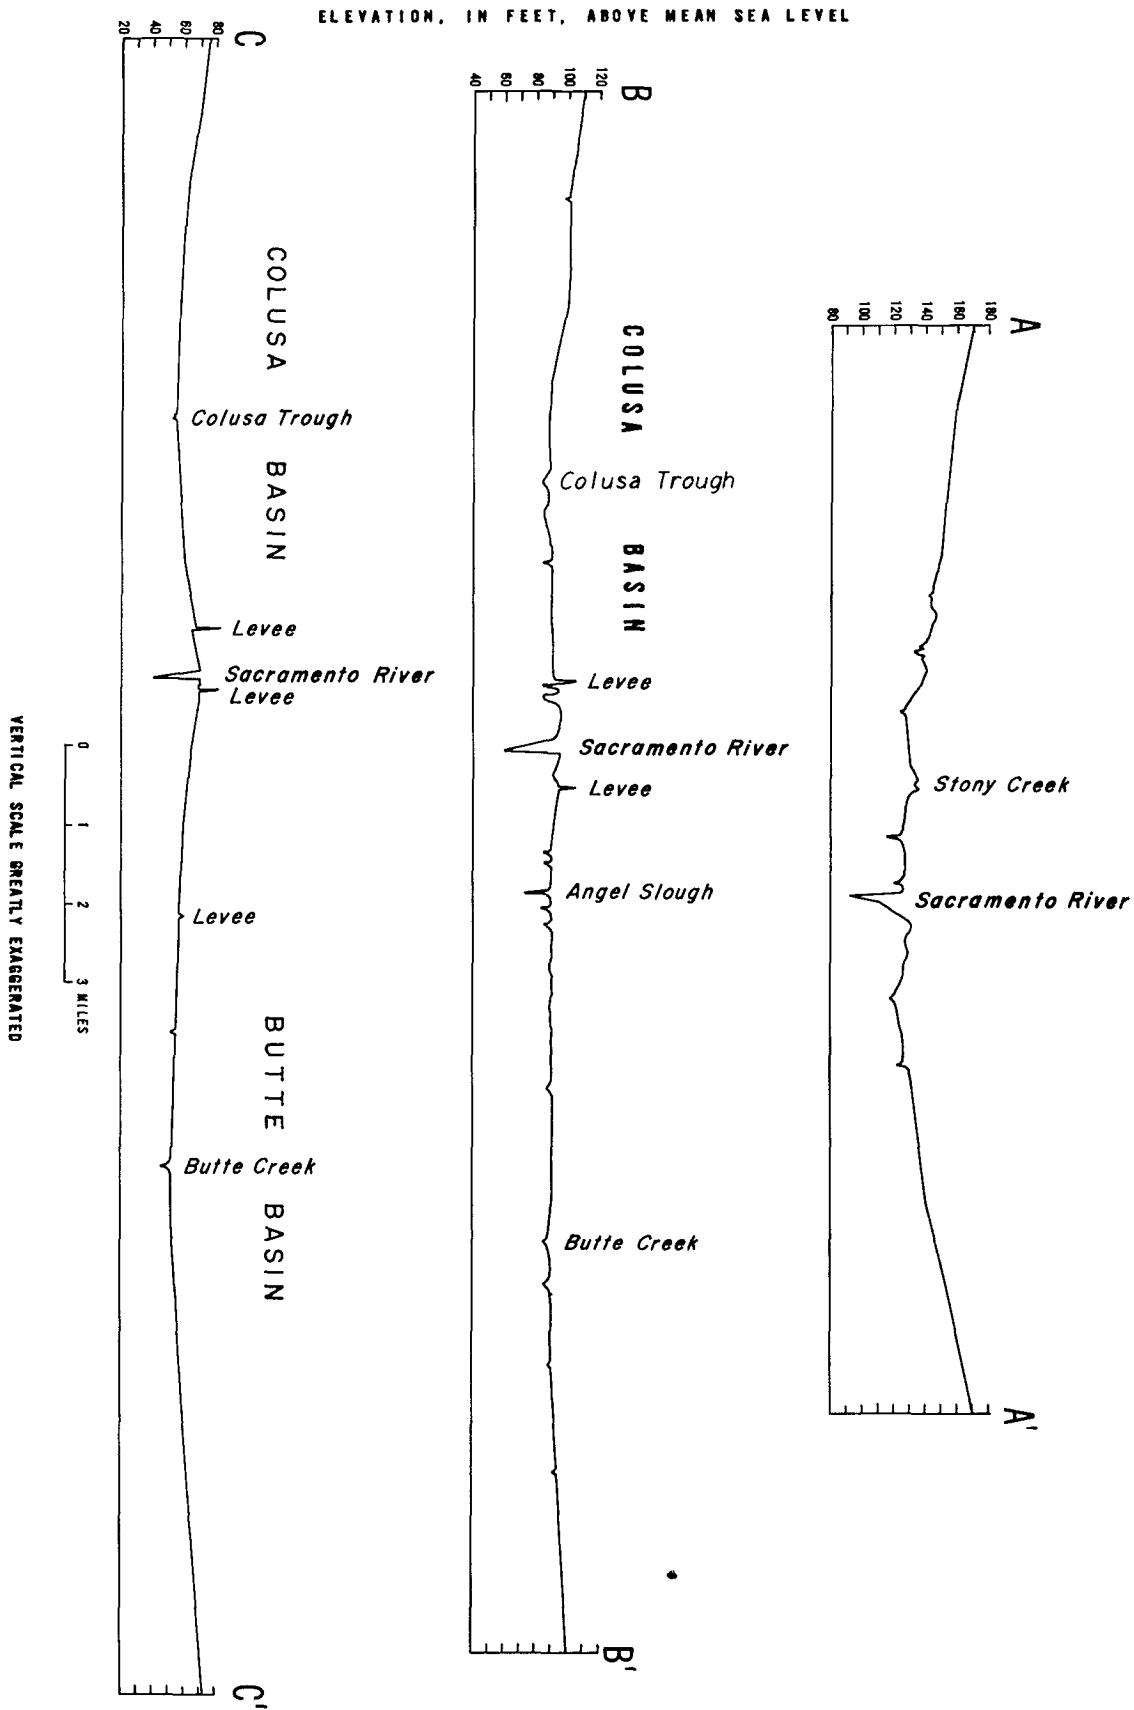 ELEVATION, IN FEET, ABOVE MEAN SEA LEVEL
A
80 100 120 140 160 180
Stony Creek
Sacramento River
A'
B
40 60 80 100 120
COLUSA BASIN
Colusa Trough
Levee
Sacramento River
Levee
Angel Slough
Butte Creek
B'
C
20 40 60 80
COLUSA BASIN
Colusa Trough
Levee
Sacramento River
Levee
Levee
BUTTE BASIN
Butte Creek
C'
0 1 2 3 MILES
VERTICAL SCALE GREATLY EXAGGERATED